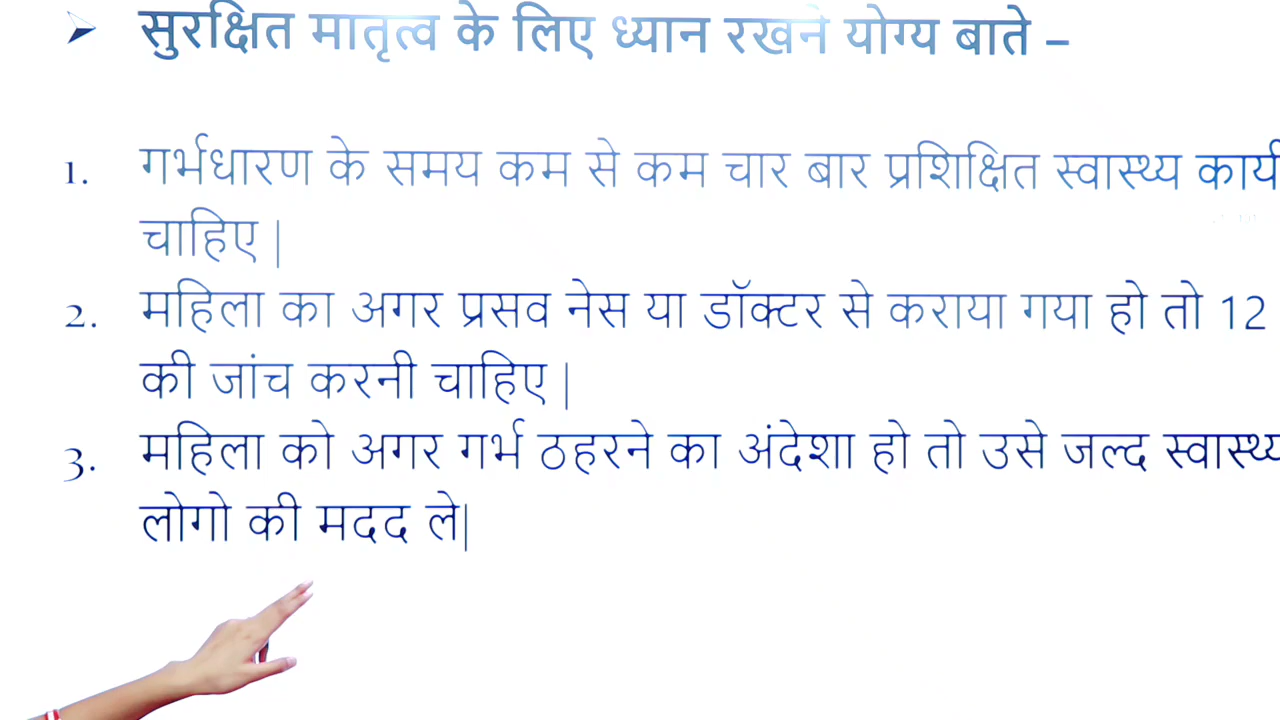 ➢ सुरक्षित मातृत्व के लिए ध्यान रखने योग्य बाते –
1. गर्भधारण के समय कम से कम चार बार प्रशिक्षित स्वास्थ्य
चाहिए |
2. महिला का अगर प्रसव नेस या डॉक्टर से कराया गया हो तो 12
की जांच करनी चाहिए |
3. महिला को अगर गर्भ ठहरने का अंदेशा हो तो उसे जल्द
लोगो की मदद ले|